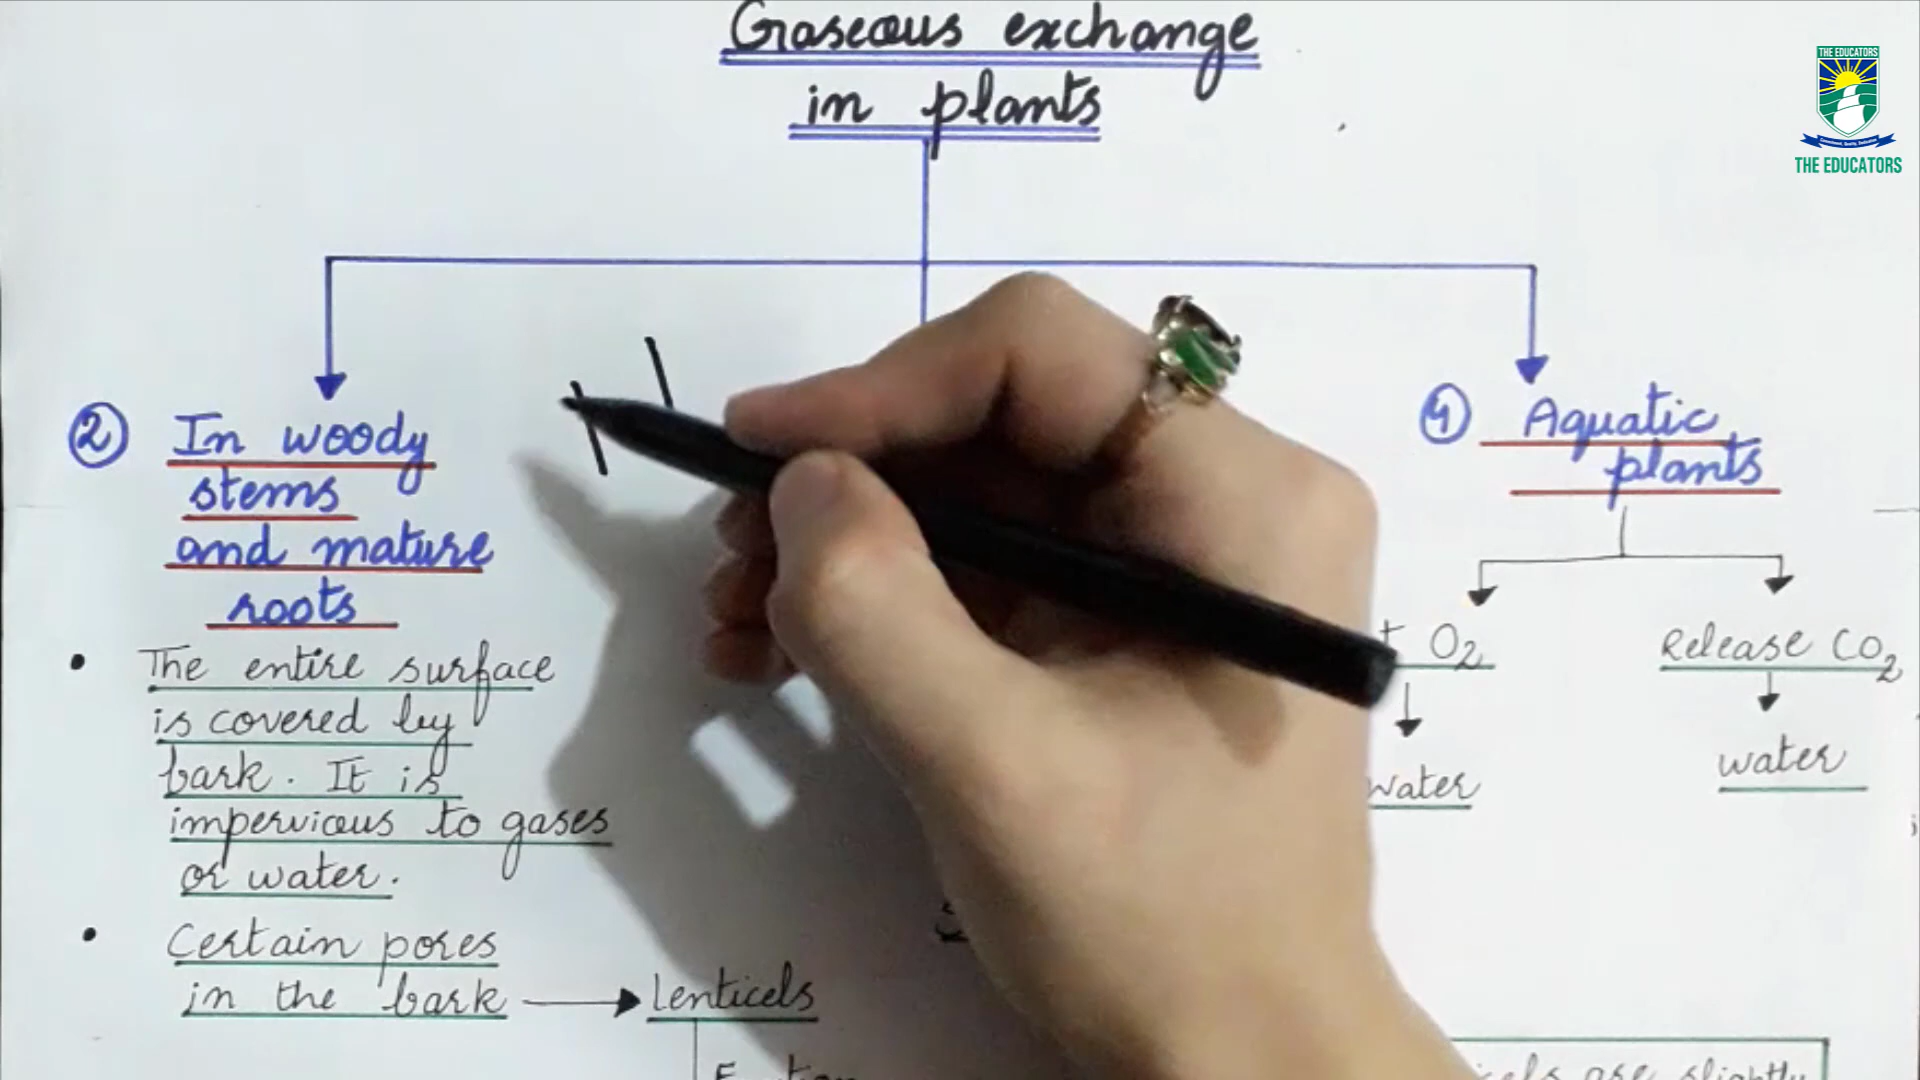 Gaseous exchange
in plants
THE EDUCATORS
THE EDUCATORS
② In woody
stems
and mature
roots
• The entire surface
is covered by
bark. It is
impervious to gases
or water.
• Certain pores
in the bark → Lenticels
④ Aquatic
plants
O2
Release CO2
water
water
are slightly